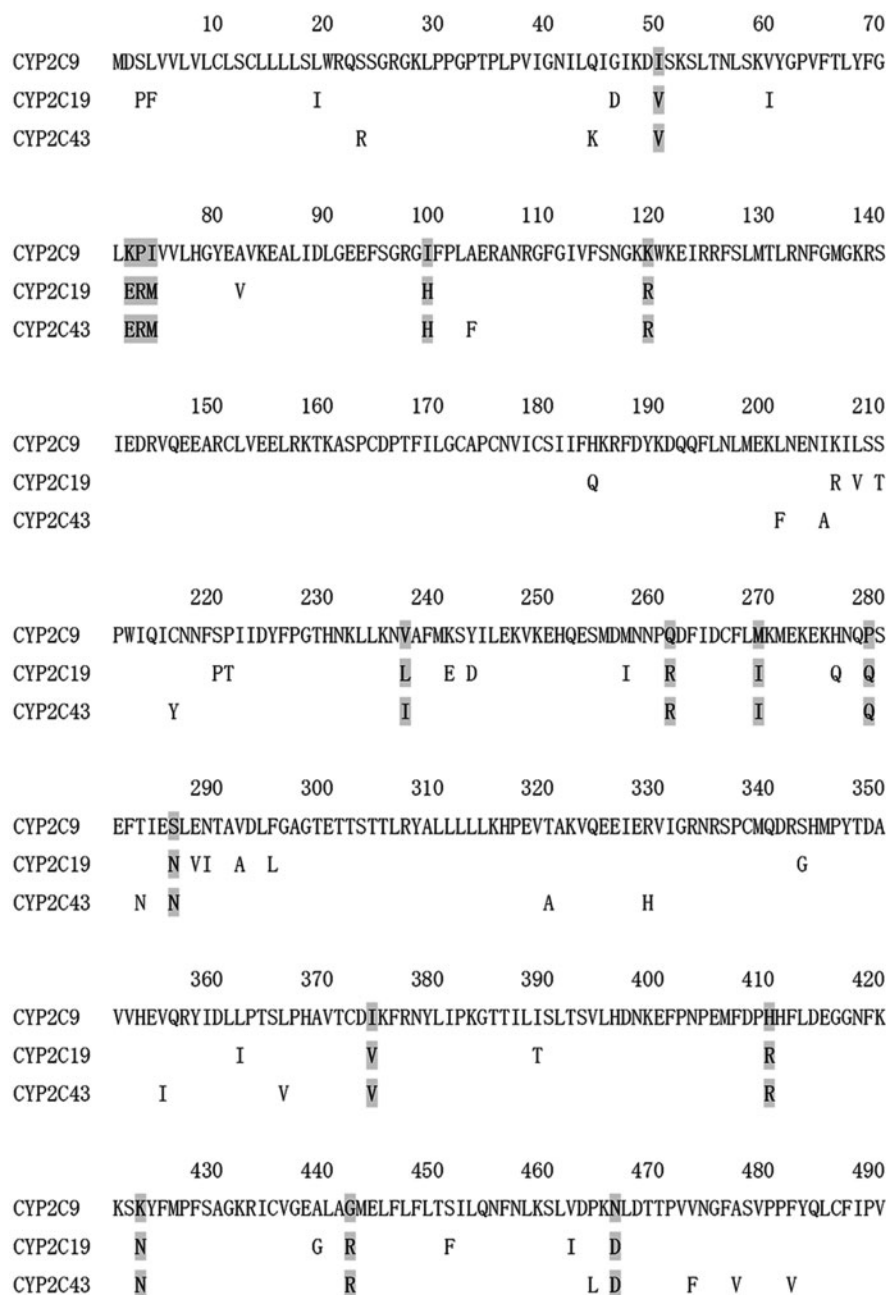 10 20 30 40 50 60 70
CYP2C9 MDSLVVLVLCLSCLLLLSLWRQSSGRGKLPPGPTPLPVIGNILQIGIKDISKSLTNLSKVYGPVFTLYFG
CYP2C19 PF I D V I
CYP2C43 R K V
80 90 100 110 120 130 140
CYP2C9 LKPIVVLHGYEAVKEALIDLGEEFSGRGIFPLAERANRGFGIVFSNGKKWKEIRRFSLMTLRNFGMGKRS
CYP2C19 ERM V H R
CYP2C43 ERM H F R
150 160 170 180 190 200 210
CYP2C9 IEDRVQEEARCLVEELRKTKASPCDPTFILGCAPCNVICSIIFHKRFDYKDQQFLNLMEKLNENIKILSS
CYP2C19 Q R V T
CYP2C43 F A
220 230 240 250 260 270 280
CYP2C9 PWIQICNNFSPIIDYFPGTHNKLLKNVAFMKSYILEKVKEHQESMDMNNPQDFIDCFLMKMEKEKHNQPS
CYP2C19 PT L E D I R I Q Q
CYP2C43 Y I R I Q
290 300 310 320 330 340 350
CYP2C9 EFTIESLENTAVDLFGAGTETTSTTLRYALLLLLKHPEVTAKVQEEIERVIGRNRSPCMQDRSHMPYTDA
CYP2C19 N VI A L G
CYP2C43 N N A H
360 370 380 390 400 410 420
CYP2C9 VVHEVQRYIDLLPTSLPHAVTCDIKFRNYLIPKGTTILISLTSVLHDNKEFPNPEMFDPHHFLDEGGNFK
CYP2C19 I V T R
CYP2C43 I V V R
430 440 450 460 470 480 490
CYP2C9 KSKYFMPFSAGKRICVGEALAGMELFLFLTSILQNFNLKSLVDPKNLDTTPVVNGFASVPPFYQLCFIPV
CYP2C19 N G R F I D
CYP2C43 N R L D F V V